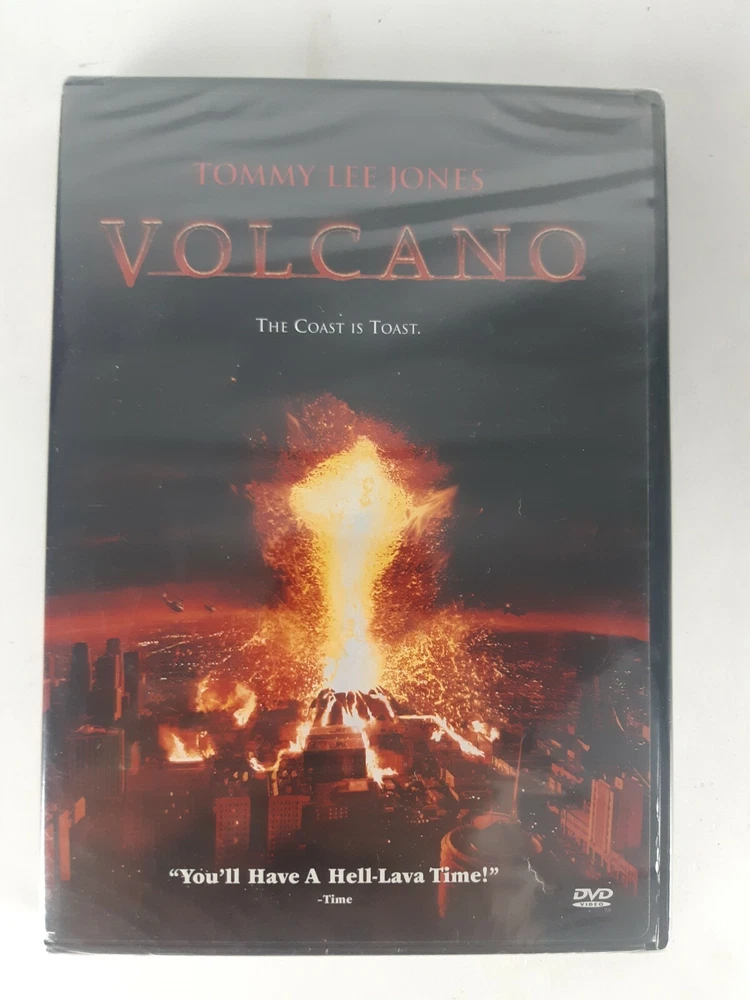 TOMMY LEE JONES
VOLCANO
THE COAST IS TOAST.
"You'll Have A Hell-Lava Time!"
-Time
DVD
VIDEO